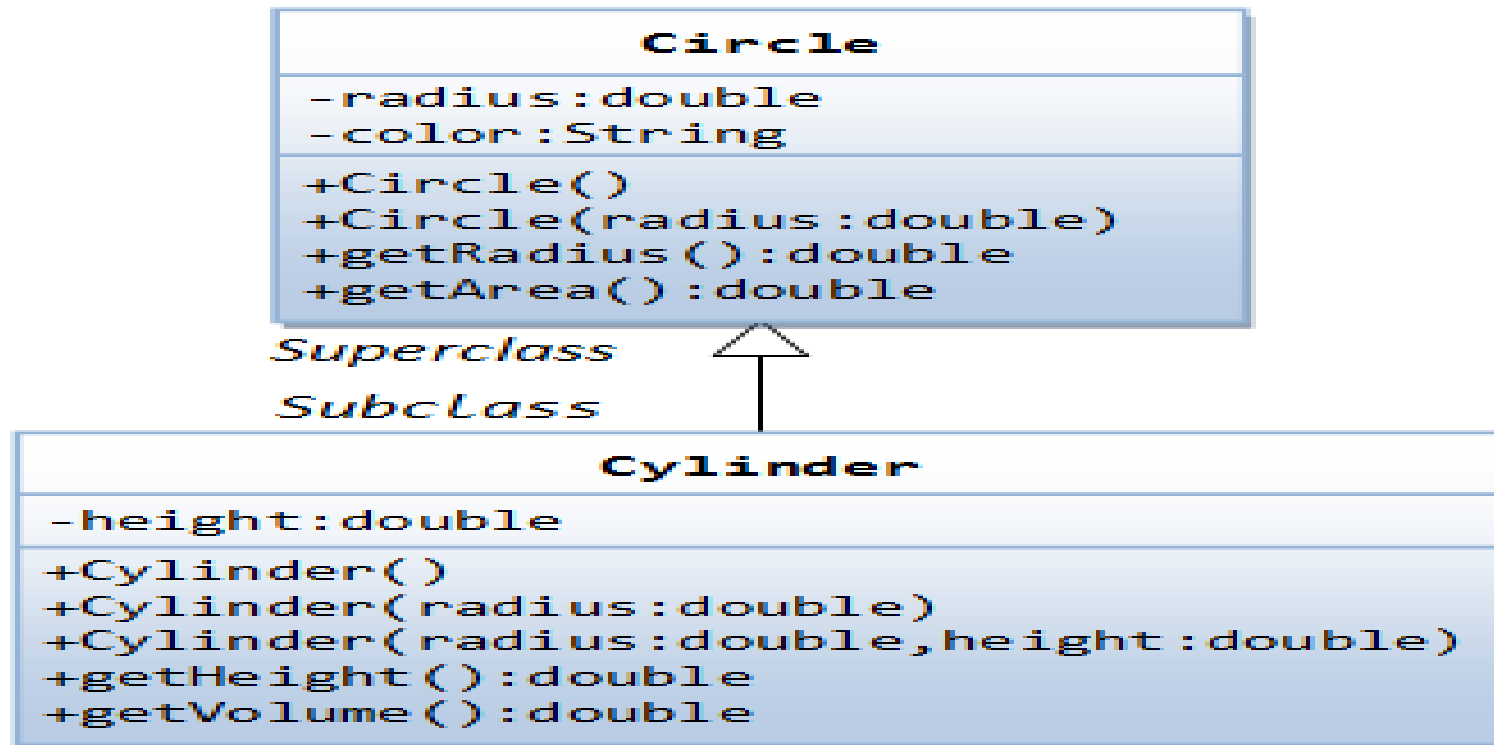 Circle
-radius:double
-color:String
+Circle()
+Circle(radius:double)
+getRadius():double
+getArea():double
Superclass
Subclass
Cylinder
-height:double
+Cylinder()
+Cylinder(radius:double)
+Cylinder(radius:double,height:double)
+getHeight():double
+getVolume():double